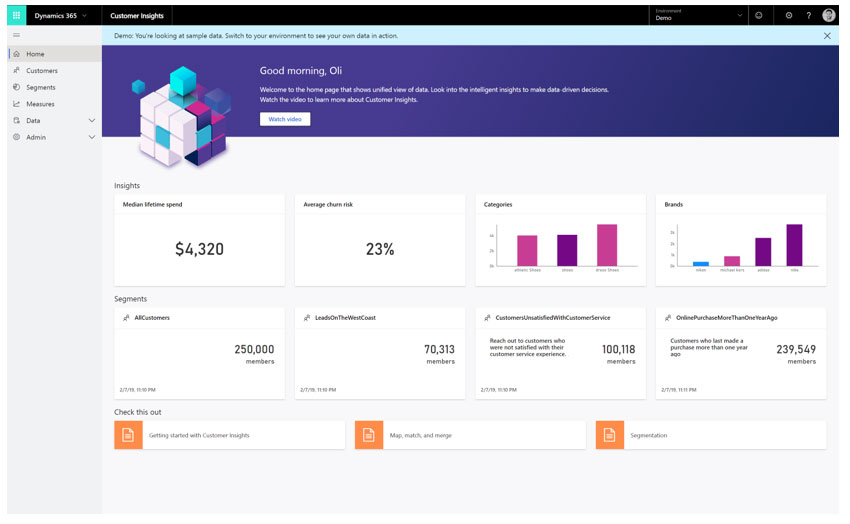 Dynamics 365
Customer Insights
Environment
Demo
?
Demo: You're looking at sample data. Switch to your environment to see your own data in action.
Home
Customers
Segments
Measures
Data
Admin
Good morning, Oli
Welcome to the home page that shows unified view of data. Look into the intelligent insights to make data-driven decisions.
Watch the video to learn more about Customer Insights.
Watch video
Insights
Median lifetime spend
$4,320
Average churn risk
23%
Categories
4k
2k
0k
athletic Shoes
shoes
dress Shoes
Brands
2k
1k
0k
michael kors
adidas
nike
Segments
AllCustomers
250,000
members
2/7/19, 11:10 PM
LeadsOnTheWestCoast
70,313
members
2/7/19, 11:10 PM
CustomersUnsatisfiedWithCustomerService
Reach out to customers who
were not satisfied with their
customer service experience.
100,118
members
2/7/19, 11:10 PM
OnlinePurchaseMoreThanOneYearAgo
Customers who last made a
purchase more than one year
ago
239,549
members
2/7/19, 11:11 PM
Check this out
Getting started with Customer Insights
Map, match, and merge
Segmentation